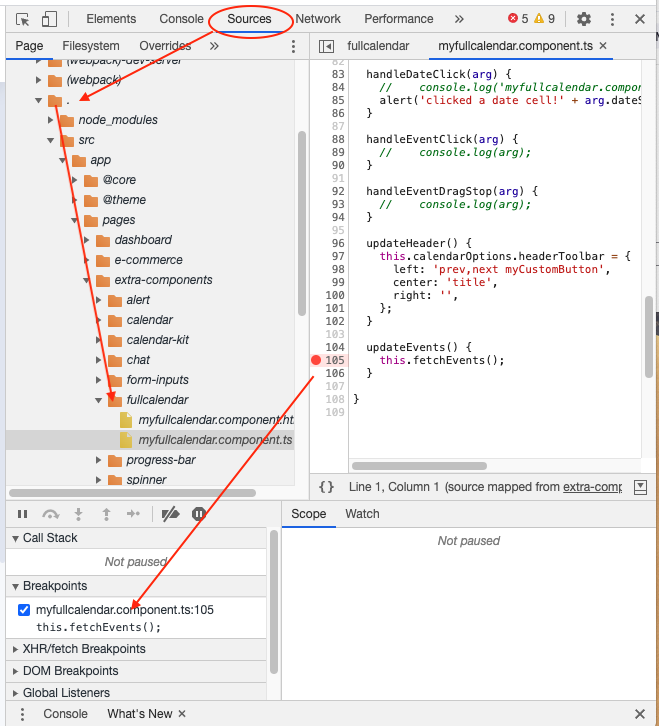 Elements Console Sources Network Performance » 5 9
Page Filesystem Overrides »
fullcalendar myfullcalendar.component.ts ×
(webpack)-dev-server
(webpack)
.
node_modules
src
app
@core
@theme
pages
dashboard
e-commerce
extra-components
alert
calendar
calendar-kit
chat
form-inputs
fullcalendar
myfullcalendar.component.ht
myfullcalendar.component.ts
progress-bar
spinner
82
83 handleDateClick(arg) {
84 // console.log('myfullcalendar.compon
85 alert('clicked a date cell!' + arg.dateS
86 }
87
88 handleEventClick(arg) {
89 // console.log(arg);
90 }
91
92 handleEventDragStop(arg) {
93 // console.log(arg);
94 }
95
96 updateHeader() {
97 this.calendarOptions.headerToolbar = {
98 left: 'prev,next myCustomButton',
99 center: 'title',
100 right: '',
101 };
102 }
103
104 updateEvents() {
105 this.fetchEvents();
106 }
107
108 }
109
{} Line 1, Column 1 (source mapped from extra-comp
Call Stack
Not paused
Breakpoints
myfullcalendar.component.ts:105
this.fetchEvents();
XHR/fetch Breakpoints
DOM Breakpoints
Global Listeners
Scope Watch
Not paused
Console What's New ×